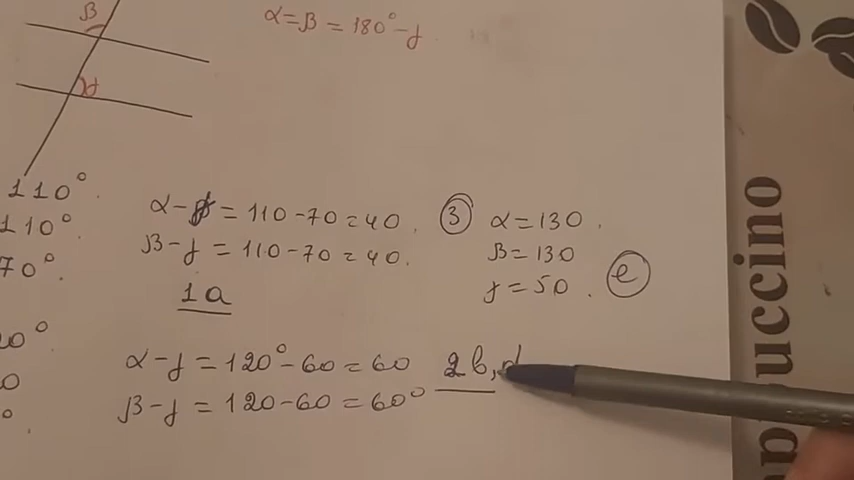 β
α = β = 180° - γ
γ
110°
110°
70°
α - γ = 110 - 70 = 40.
β - γ = 110 - 70 = 40.
1a
3 α = 130.
β = 130
γ = 50. e
α - γ = 120° - 60 = 60 2b, d
β - γ = 120 - 60 = 60°
puccino